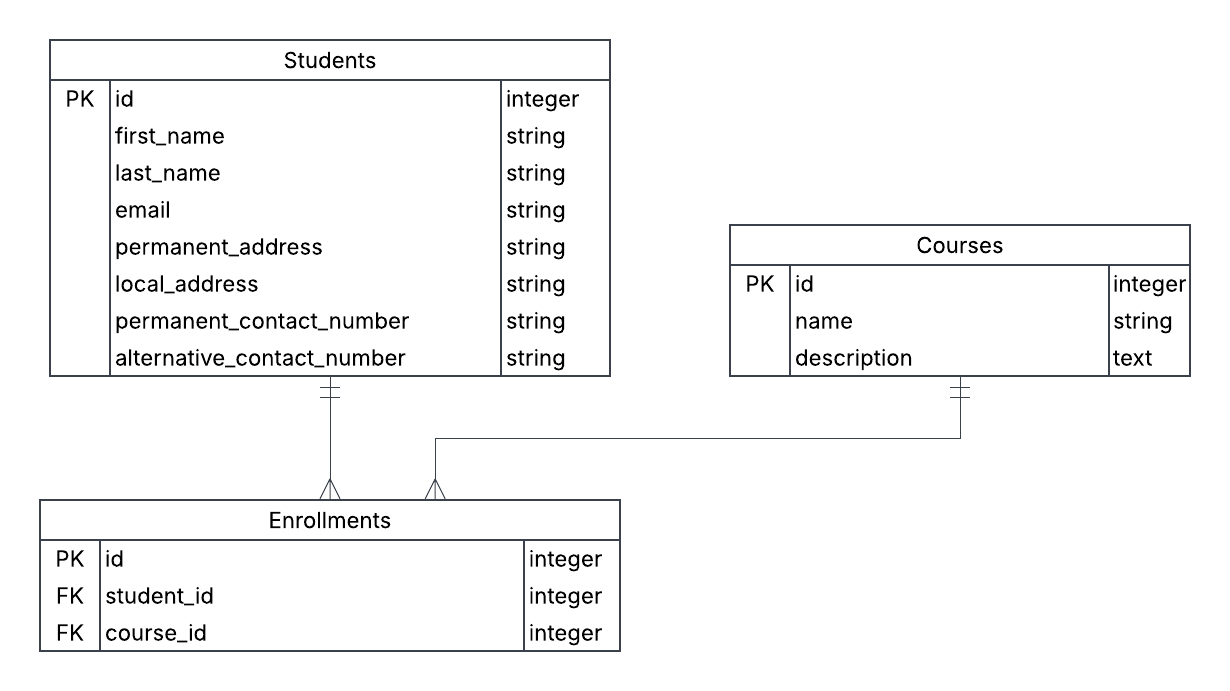 Students
PK id integer
first_name string
last_name string
email string
permanent_address string
local_address string
permanent_contact_number string
alternative_contact_number string
Courses
PK id integer
name string
description text
Enrollments
PK id integer
FK student_id integer
FK course_id integer